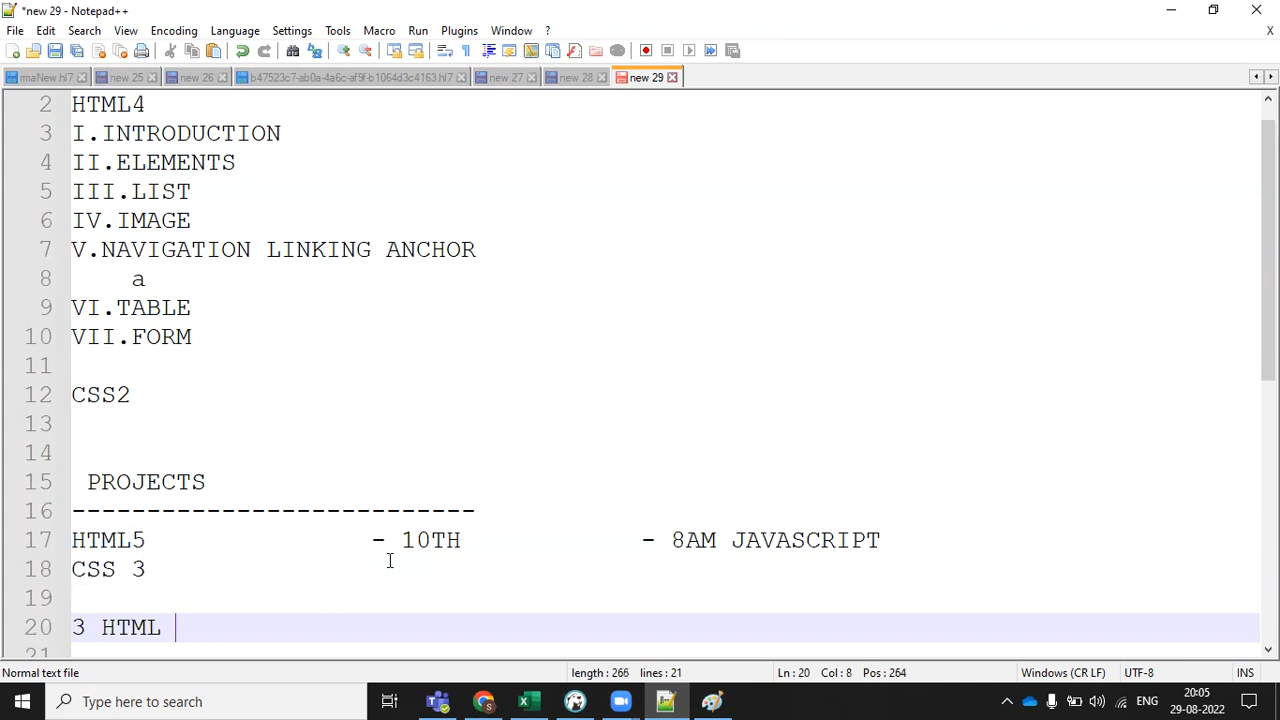 *new 29 - Notepad++
File Edit Search View Encoding Language Settings Tools Macro Run Plugins Window ? X
maNew.hl7 new 25 new 26 new 27 new 28 new 29
2 HTML4
3 I.INTRODUCTION
4 II.ELEMENTS
5 III.LIST
6 IV.IMAGE
7 V.NAVIGATION LINKING ANCHOR
8 a
9 VI.TABLE
10 VII.FORM
11
12 CSS2
13
14
15 PROJECTS
16 ---------------------------
17 HTML5 - 10TH - 8AM JAVASCRIPT
18 CSS 3
19
20 3 HTML
21
Normal text file length : 266 lines : 21 Ln : 20 Col : 8 Pos : 264 Windows (CR LF) UTF-8 INS
Type here to search ENG 20:05
29-08-2022